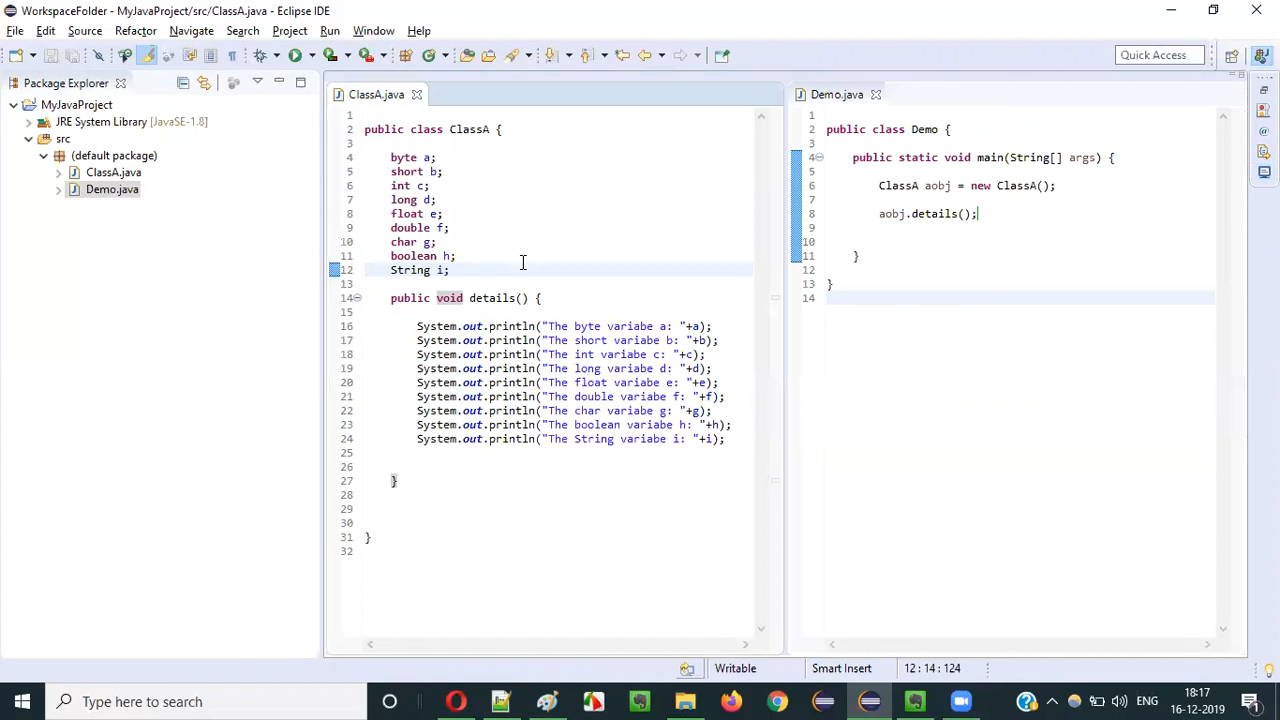 WorkspaceFolder - MyJavaProject/src/ClassA.java - Eclipse IDE
File Edit Source Refactor Navigate Search Project Run Window Help
Quick Access
Package Explorer
MyJavaProject
JRE System Library [JavaSE-1.8]
src
(default package)
ClassA.java
Demo.java
ClassA.java
1
2 public class ClassA {
3
4 byte a;
5 short b;
6 int c;
7 long d;
8 float e;
9 double f;
10 char g;
11 boolean h;
12 String i;
13
14 public void details() {
15
16 System.out.println("The byte variabe a: "+a);
17 System.out.println("The short variabe b: "+b);
18 System.out.println("The int variabe c: "+c);
19 System.out.println("The long variabe d: "+d);
20 System.out.println("The float variabe e: "+e);
21 System.out.println("The double variabe f: "+f);
22 System.out.println("The char variabe g: "+g);
23 System.out.println("The boolean variabe h: "+h);
24 System.out.println("The String variabe i: "+i);
25
26
27 }
28
29
30
31 }
32
Demo.java
1
2 public class Demo {
3
4 public static void main(String[] args) {
5
6 ClassA aobj = new ClassA();
7
8 aobj.details();
9
10
11 }
12
13 }
14
Writable Smart Insert 12 : 14 : 124
Type here to search
ENG
18:17
16-12-2019
1